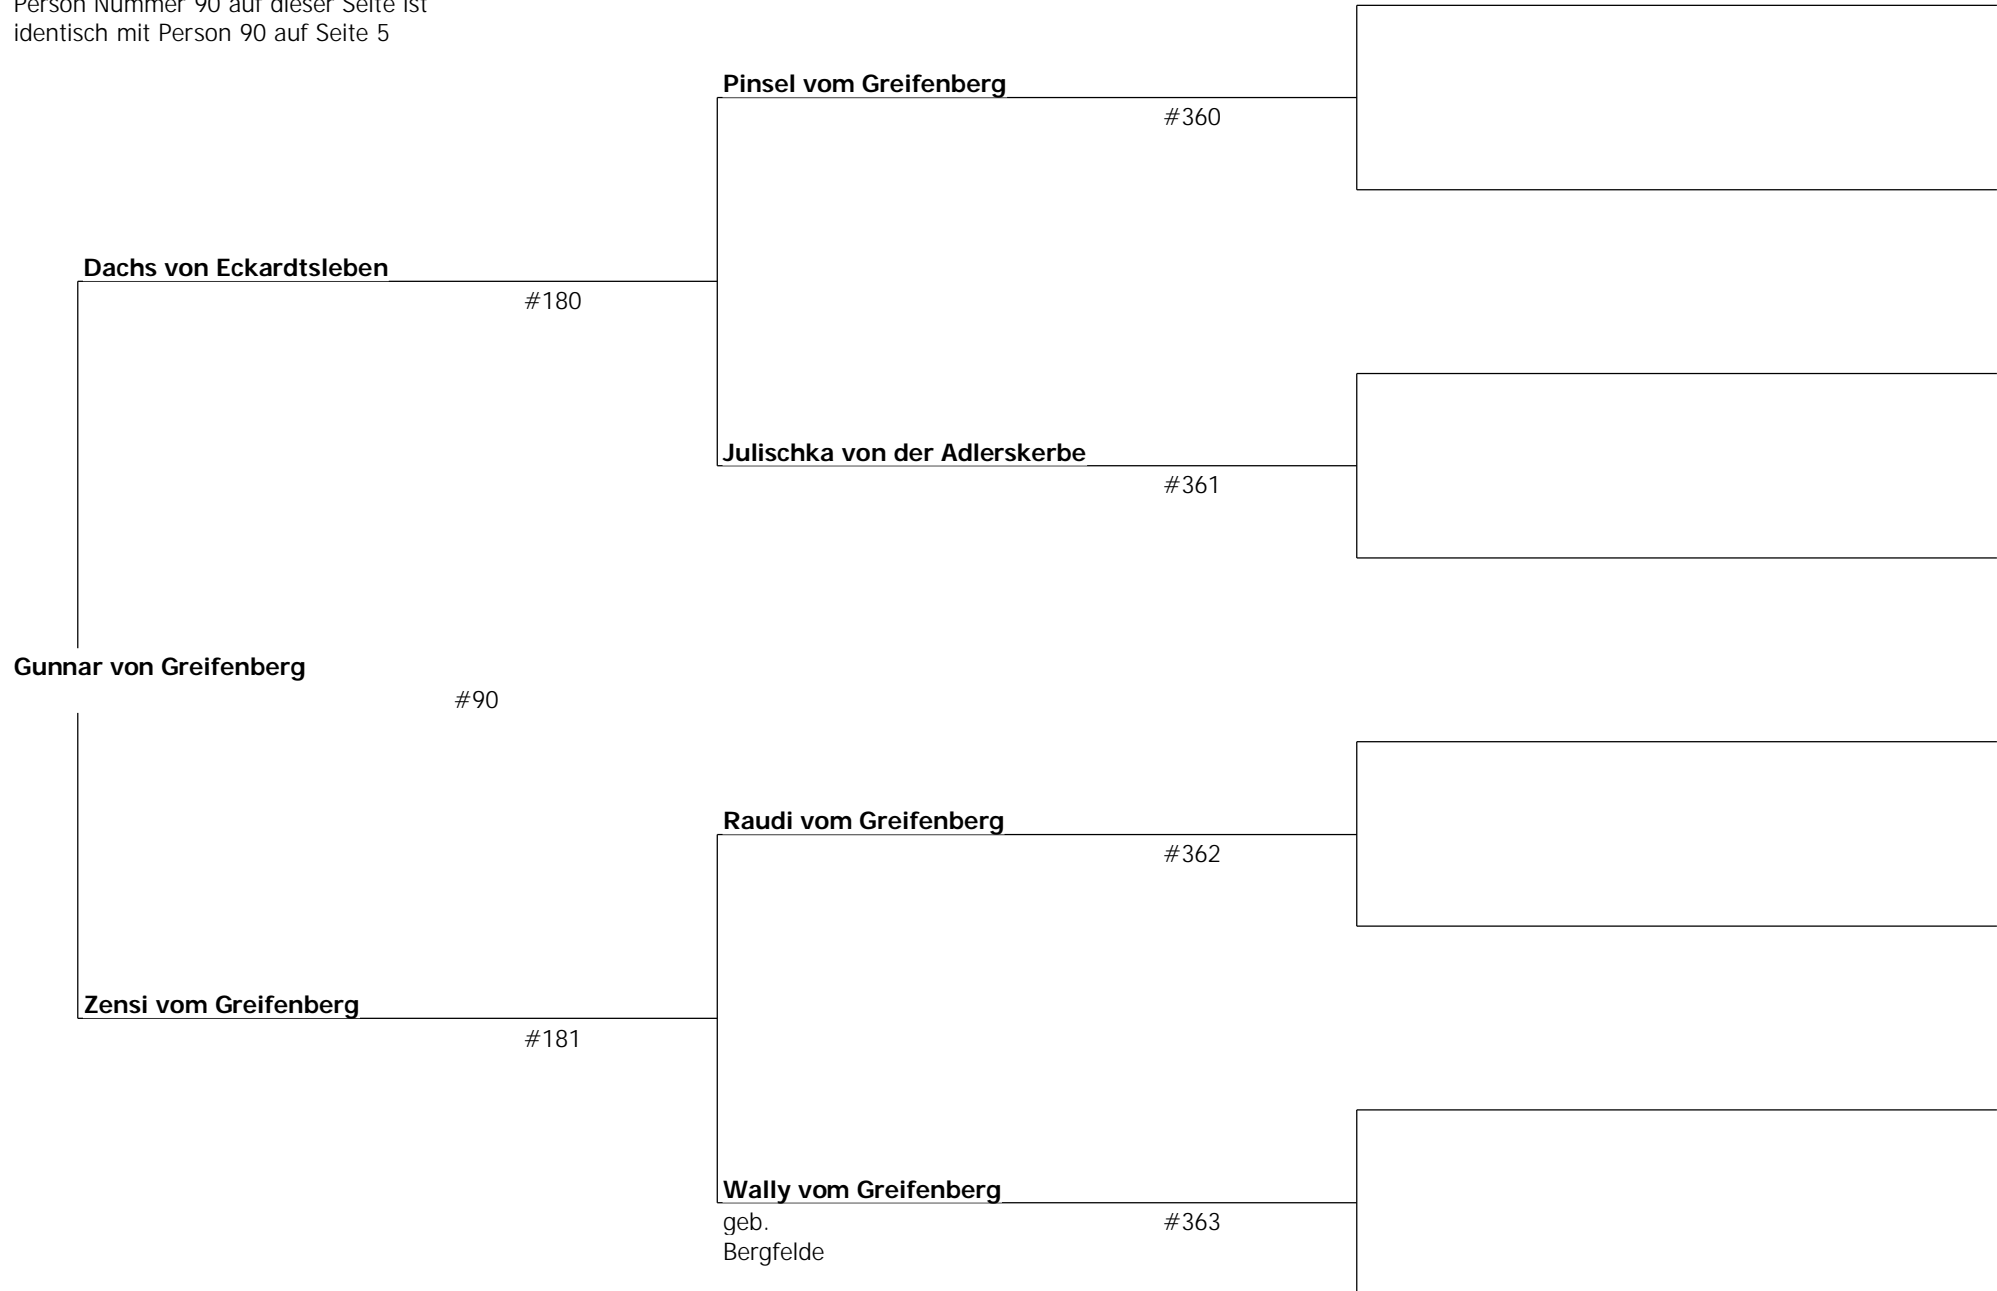 Person Nummer 90 auf dieser Seite ist
identisch mit Person 90 auf Seite 5
Pinsel vom Greifenberg
#360
Dachs von Eckardtsleben
#180
Julischka von der Adlerskerbe
#361
Gunnar von Greifenberg
#90
Raudi vom Greifenberg
#362
Zensi vom Greifenberg
#181
Wally vom Greifenberg
geb.
#363
Bergfelde